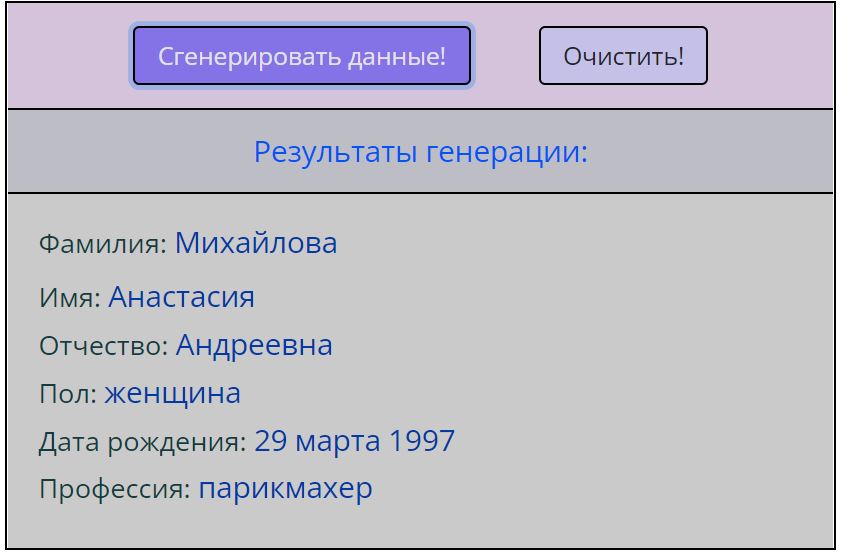 Сгенерировать данные! Очистить!
Результаты генерации:
Фамилия: Михайлова
Имя: Анастасия
Отчество: Андреевна
Пол: женщина
Дата рождения: 29 марта 1997
Профессия: парикмахер